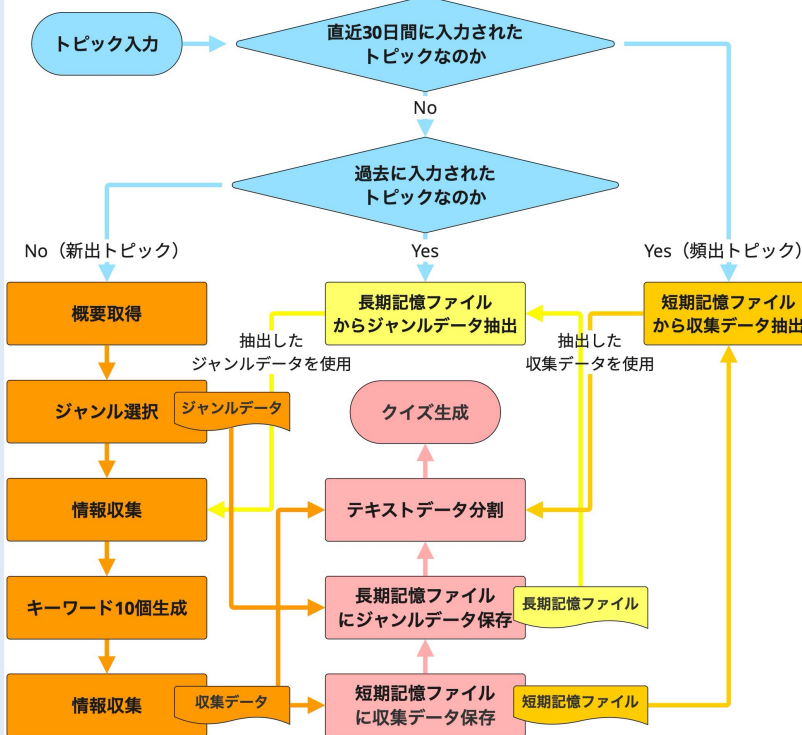 トピック入力
直近30日間に入力された
トピックなのか
No
過去に入力された
トピックなのか
No（新出トピック）
Yes
Yes（頻出トピック）
概要取得
長期記憶ファイル
からジャンルデータ抽出
短期記憶ファイル
から収集データ抽出
抽出した
ジャンルデータを使用
抽出した
収集データを使用
ジャンル選択
ジャンルデータ
クイズ生成
情報収集
テキストデータ分割
キーワード10個生成
長期記憶ファイル
にジャンルデータ保存
長期記憶ファイル
情報収集
収集データ
短期記憶ファイル
に収集データ保存
短期記憶ファイル